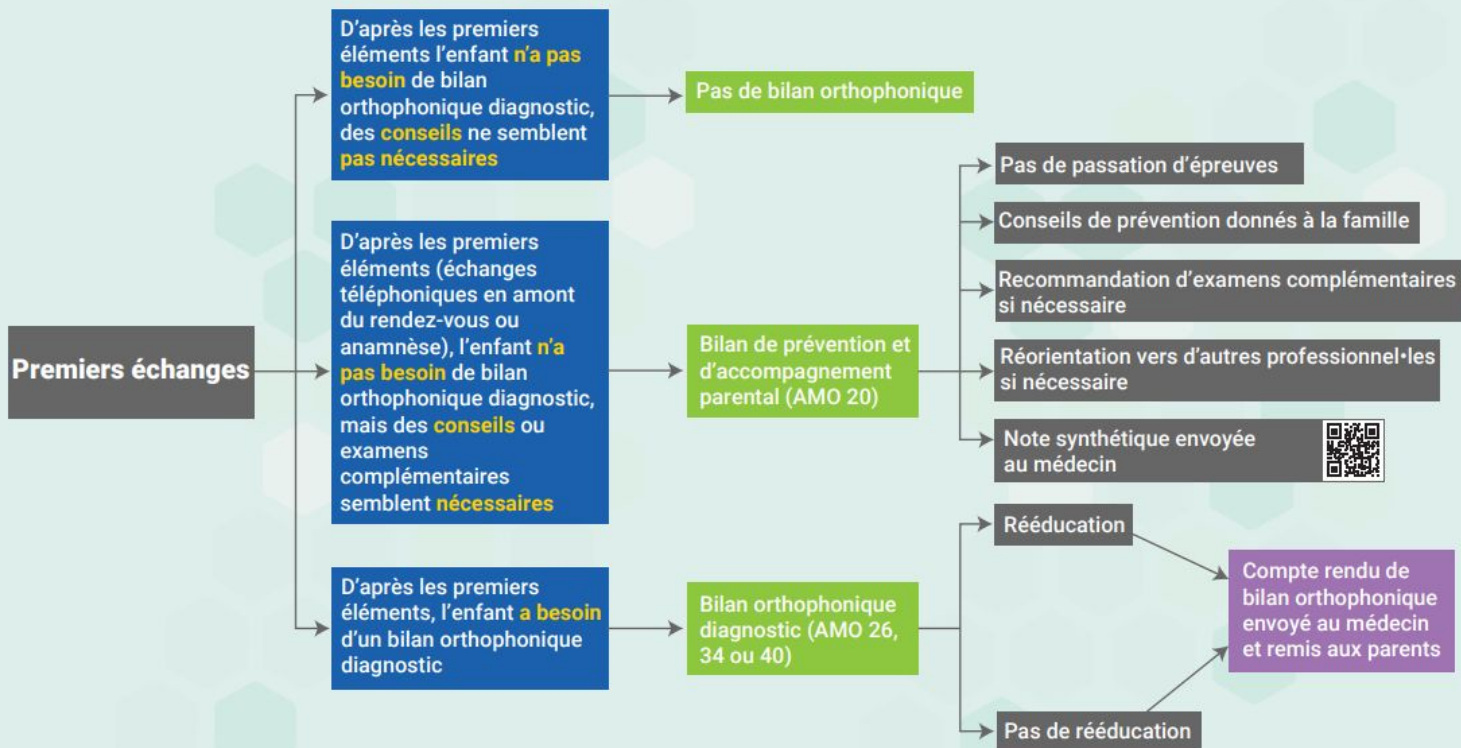 Premiers échanges
D'après les premiers
éléments l'enfant n'a pas
besoin de bilan
orthophonique diagnostic,
des conseils ne semblent
pas nécessaires
Pas de bilan orthophonique
D'après les premiers
éléments (échanges
téléphoniques en amont
du rendez-vous ou
anamnèse), l'enfant n'a
pas besoin de bilan
orthophonique diagnostic,
mais des conseils ou
examens
complémentaires
semblent nécessaires
Bilan de prévention et
d'accompagnement
parental (AMO 20)
Pas de passation d'épreuves
Conseils de prévention donnés à la famille
Recommandation d'examens complémentaires
si nécessaire
Réorientation vers d'autres professionnel•les
si nécessaire
Note synthétique envoyée
au médecin
D'après les premiers
éléments, l'enfant a besoin
d'un bilan orthophonique
diagnostic
Bilan orthophonique
diagnostic (AMO 26,
34 ou 40)
Rééducation
Pas de rééducation
Compte rendu de
bilan orthophonique
envoyé au médecin
et remis aux parents